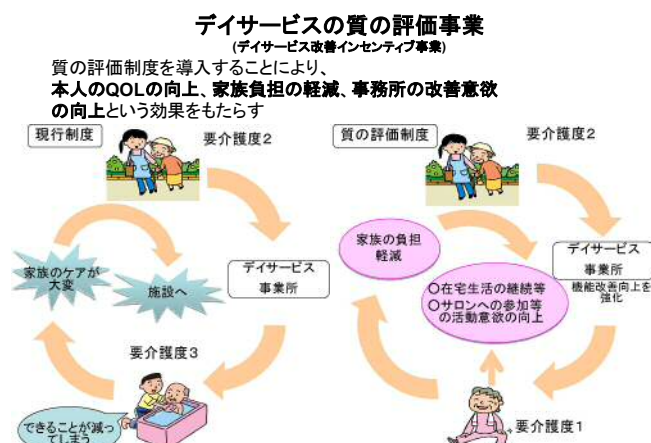 デイサービスの質の評価事業
(デイサービス改善インセンティブ事業)
質の評価制度を導入することにより、
本人のQOLの向上、家族負担の軽減、事務所の改善意欲
の向上という効果をもたらす
現行制度
要介護度2
家族のケアが
大変
施設へ
デイサービス
事業所
要介護度3
できることが減っ
てしまう
質の評価制度
要介護度2
家族の負担
軽減
デイサービス
事業所
機能改善向上を
強化
○在宅生活の継続等
○サロンへの参加等
の活動意欲の向上
要介護度1